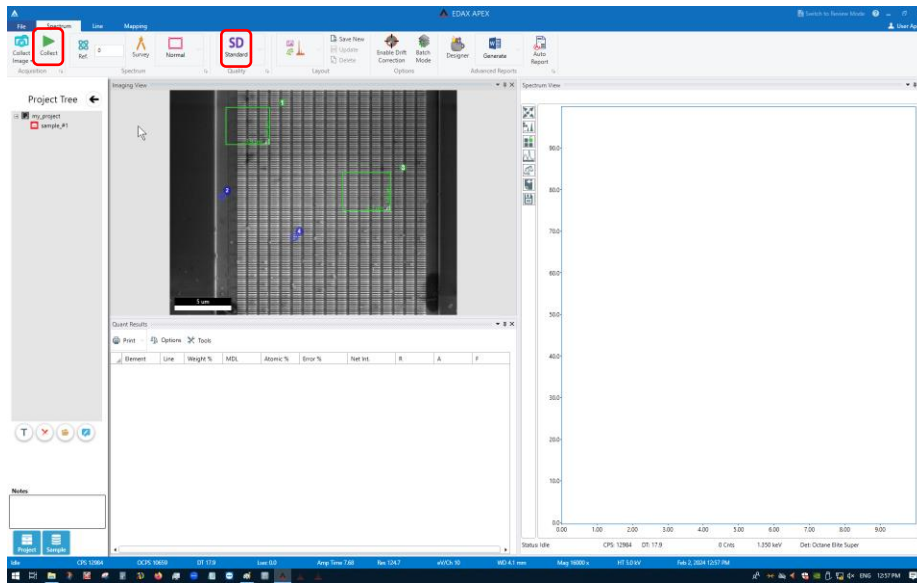 EDAX APEX
Switch to Review Mode
File Spectrum Line Mapping
User Ap
Collect Image
Collect
Ref. 3
Survey
Normal
SD
Standard
Save New
Update
Delete
Enable Drift Correction
Batch Mode
Designer
Generate
Auto Report
Acquisition
Spectrum
Quality
Layout
Options
Advanced Reports
Imaging View
Spectrum View
Project Tree
my_project
sample_#1
2
4
5 um
90.0
80.0
70.0
60.0
50.0
40.0
30.0
20.0
10.0
0.0
0.00 1.00 2.00 3.00 4.00 5.00 6.00 7.00 8.00 9.00
Quant Results
Print Options Tools
Element Line Weight % MDL Atomic % Error % Net Int. R A F
T
Notes
Project Sample
Status: Idle CPS: 12984 DT: 17.9 0 Cnts 1.350 keV Det: Octane Elite Super
Idle CPS 12984 OCPS 10659 DT 17.9 Lsec 0.0 Amp Time 7.68 Res 124.7 eV/Ch 10 WD 4.1 mm Mag 16000 x HT 5.0 kV Feb 2, 2024 12:57 PM
ENG 12:57 PM